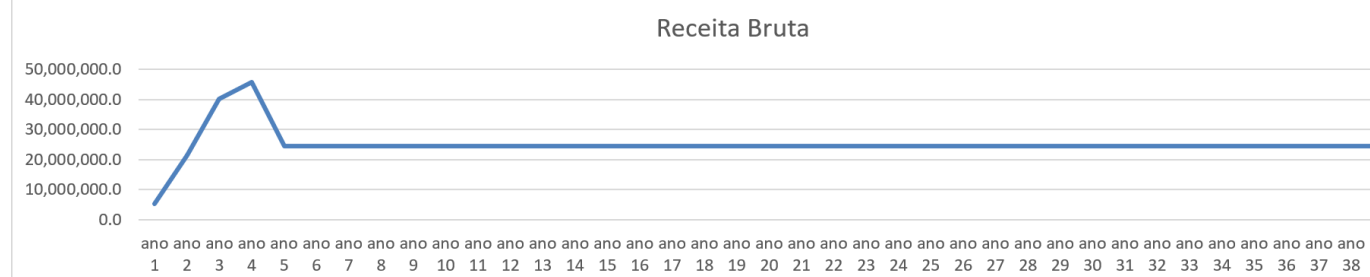 Receita Bruta
50,000,000.0
40,000,000.0
30,000,000.0
20,000,000.0
10,000,000.0
0.0
ano ano ano ano ano ano ano ano ano ano ano ano ano ano ano ano ano ano ano ano ano ano ano ano ano ano ano ano ano ano ano ano ano ano ano ano ano ano
1 2 3 4 5 6 7 8 9 10 11 12 13 14 15 16 17 18 19 20 21 22 23 24 25 26 27 28 29 30 31 32 33 34 35 36 37 38